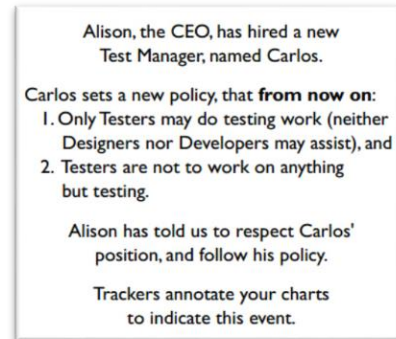 Alison, the CEO, has hired a new
Test Manager, named Carlos.
Carlos sets a new policy, that from now on:
1. Only Testers may do testing work (neither
Designers nor Developers may assist), and
2. Testers are not to work on anything
but testing.
Alison has told us to respect Carlos'
position, and follow his policy.
Trackers annotate your charts
to indicate this event.